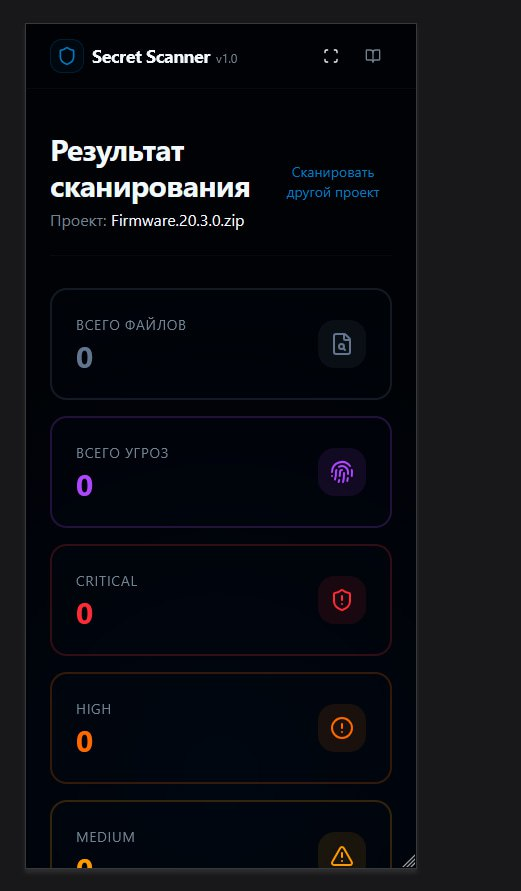 Secret Scanner v1.0
Результат
сканирования
Сканировать
другой проект
Проект: Firmware.20.3.0.zip
ВСЕГО ФАЙЛОВ
0
ВСЕГО УГРОЗ
0
CRITICAL
0
HIGH
0
MEDIUM
0